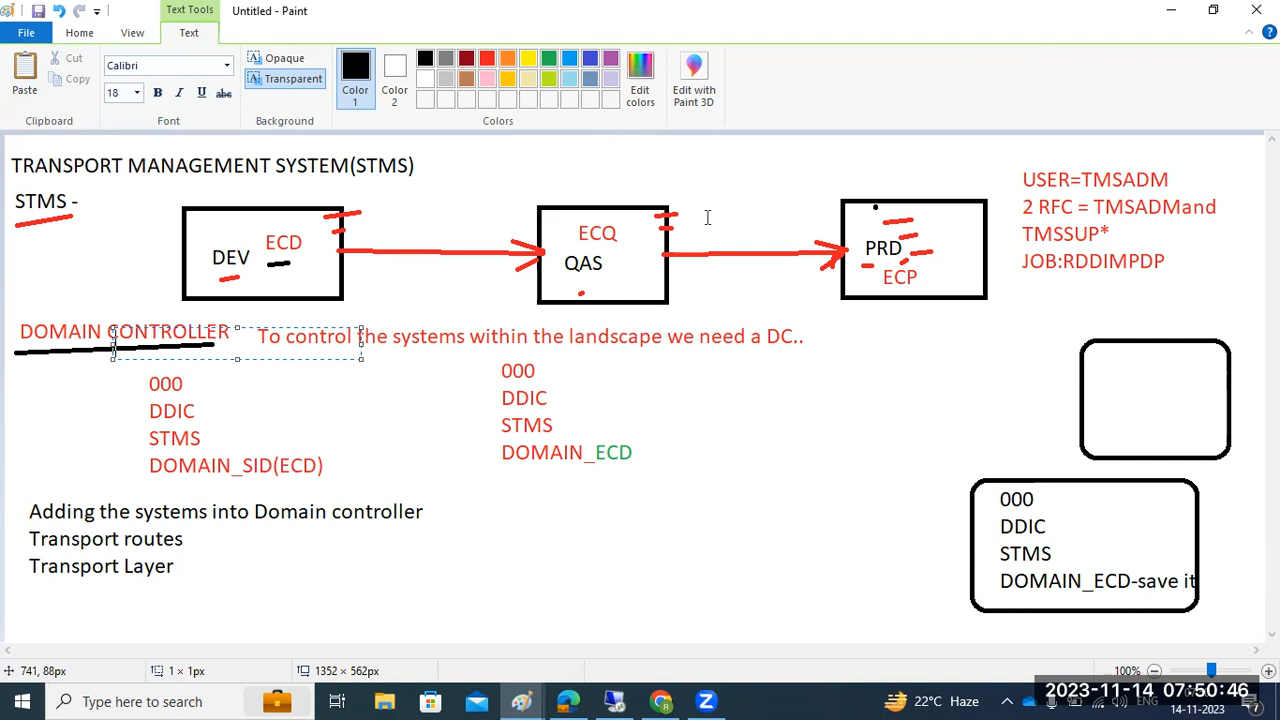 Text Tools
Untitled - Paint
File
Home
View
Text
Paste
Cut
Copy
Clipboard
Calibri
18
B I U abc
Font
Opaque
Transparent
Background
Color 1
Color 2
Edit colors
Colors
Edit with Paint 3D
TRANSPORT MANAGEMENT SYSTEM(STMS)
STMS -
DEV
ECD
ECQ
QAS
PRD
ECP
USER=TMSADM
2 RFC = TMSADMand
TMSSUP*
JOB:RDDIMPDP
DOMAIN CONTROLLER
To control the systems within the landscape we need a DC..
000
DDIC
STMS
DOMAIN_SID(ECD)
000
DDIC
STMS
DOMAIN_ECD
Adding the systems into Domain controller
Transport routes
Transport Layer
000
DDIC
STMS
DOMAIN_ECD-save it
741, 88px
1 × 1px
1352 × 562px
100%
Type here to search
22°C Haze
ENG
2023-11-14 07:50:46
14-11-2023